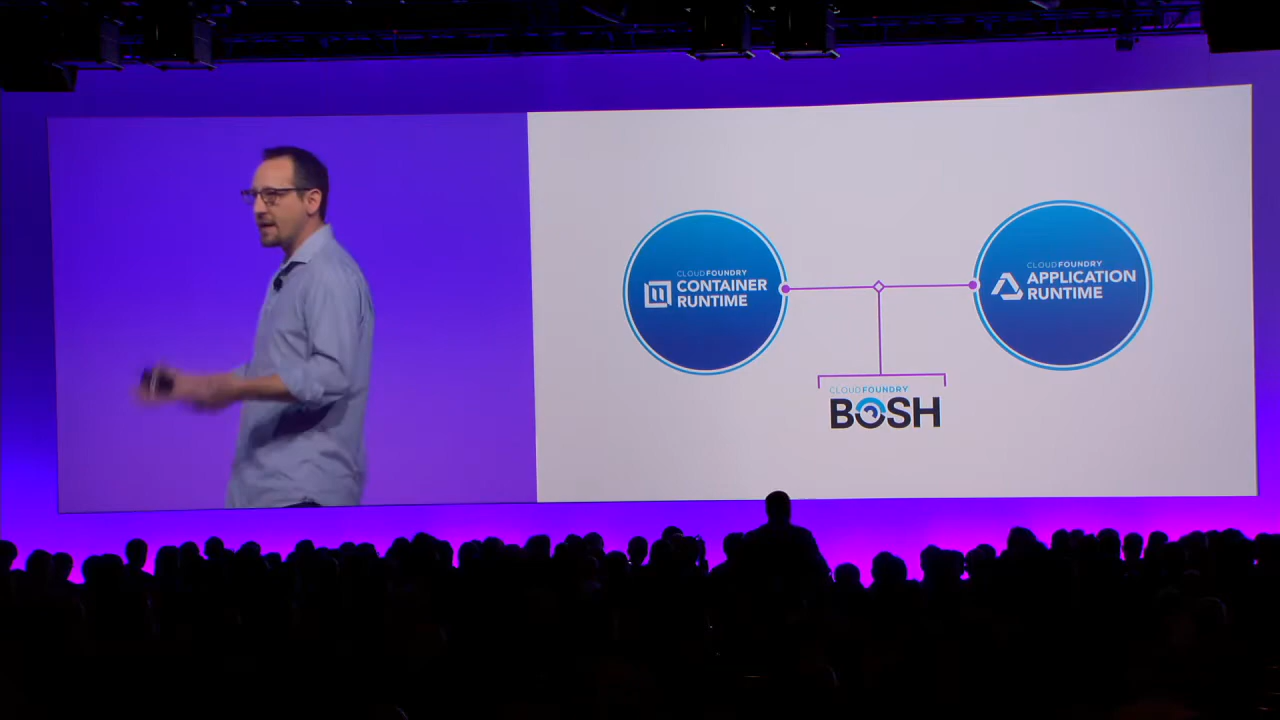 CLOUDFOUNDRY
CONTAINER
RUNTIME
CLOUDFOUNDRY
APPLICATION
RUNTIME
CLOUDFOUNDRY
BOSH